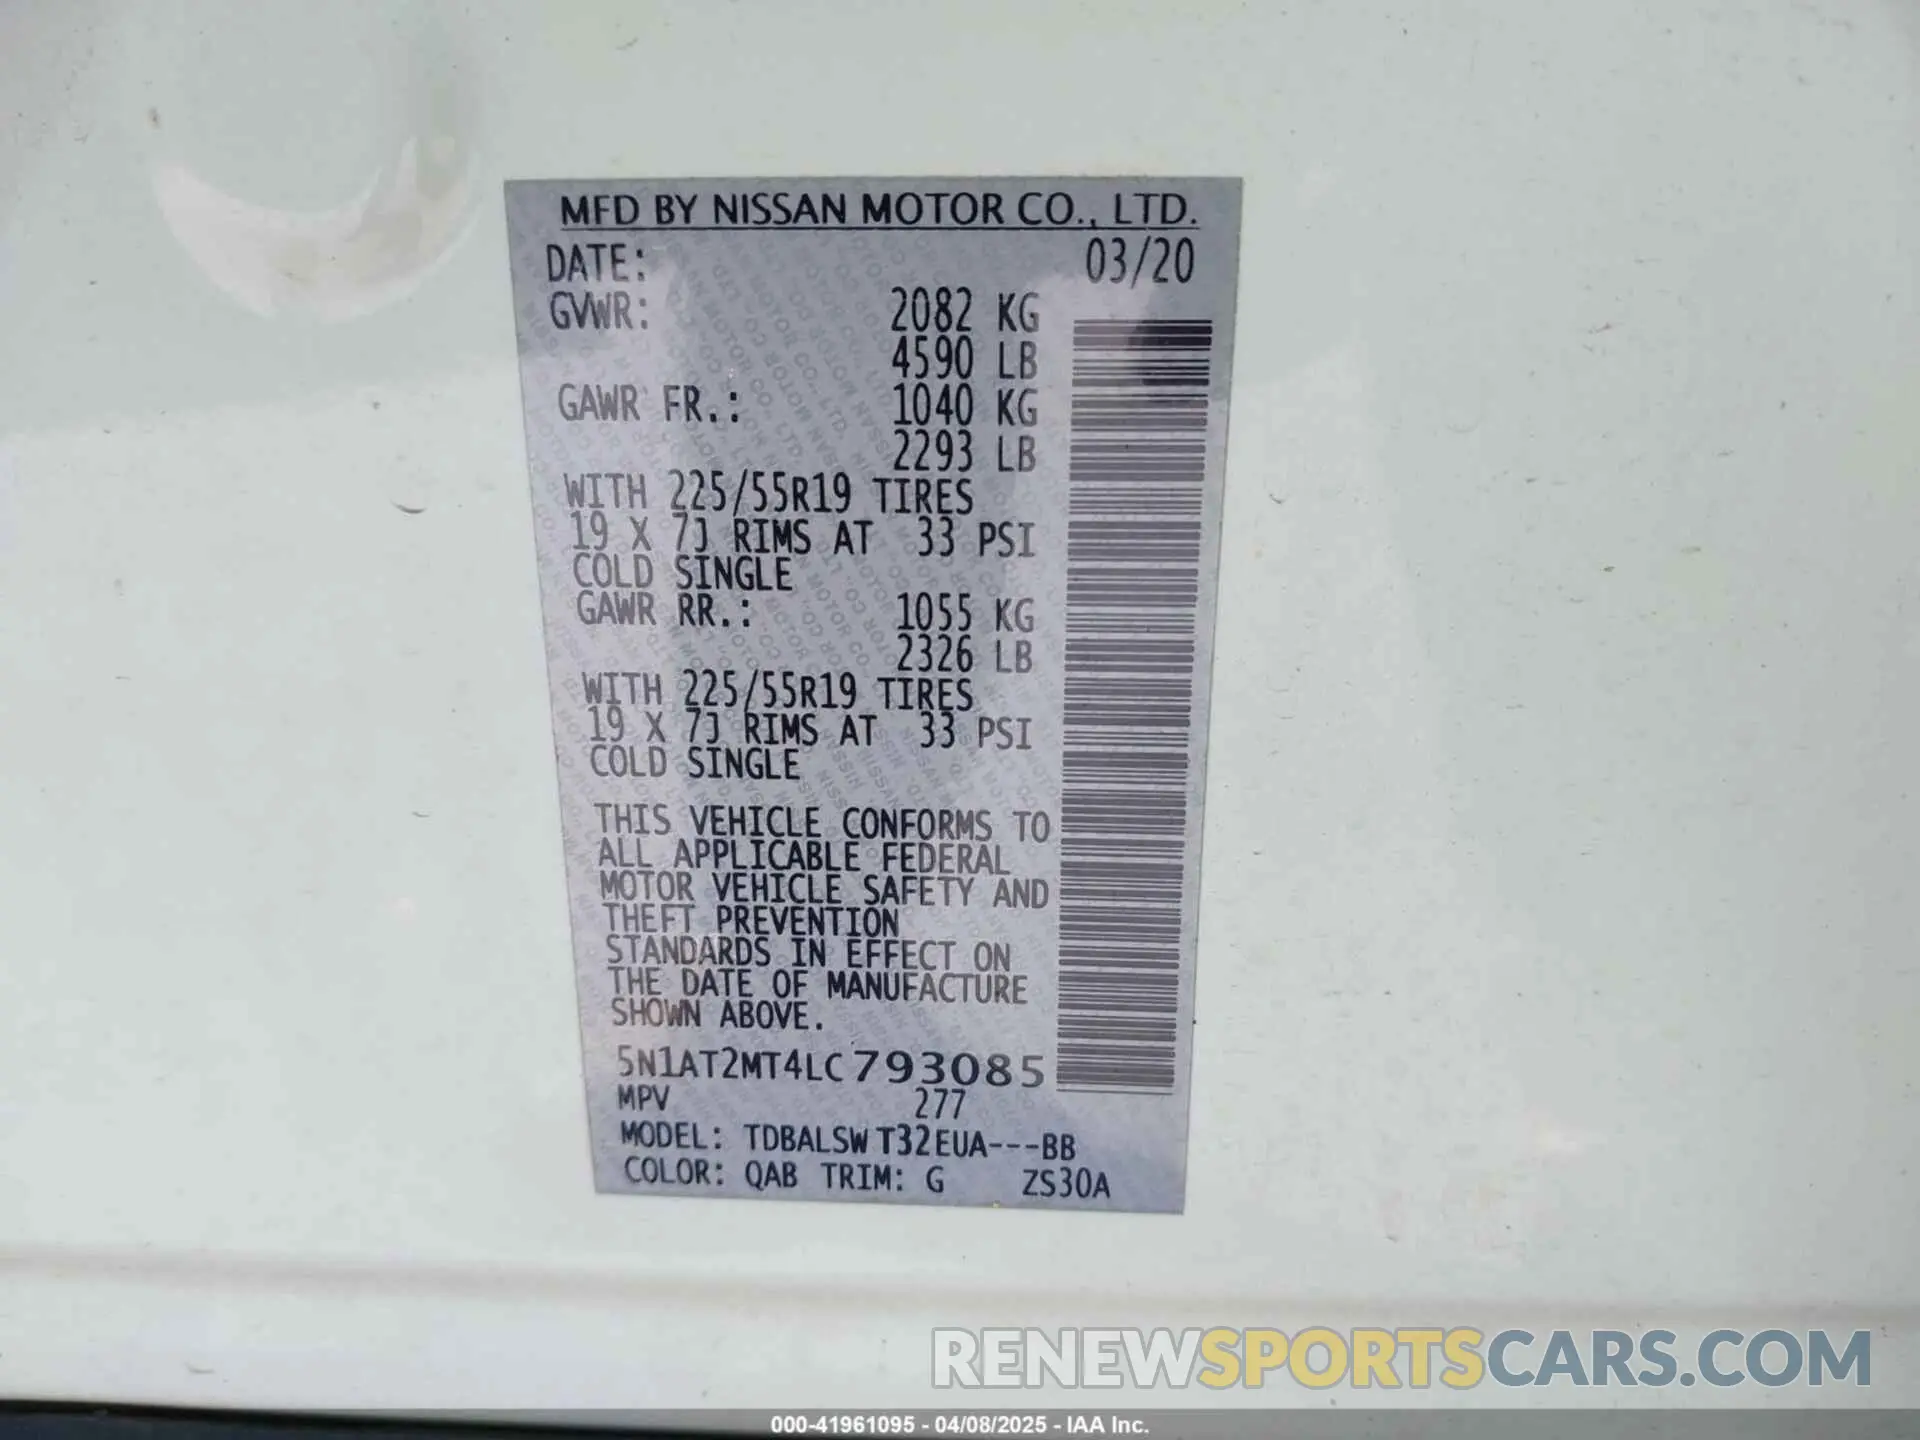 MFD BY NISSAN MOTOR CO., LTD.
DATE: 03/20
GVWR: 2082 KG
4590 LB
GAWR FR.: 1040 KG
2293 LB
WITH 225/55R19 TIRES
19 X 7J RIMS AT 33 PSI
COLD SINGLE
GAWR RR.: 1055 KG
2326 LB
WITH 225/55R19 TIRES
19 X 7J RIMS AT 33 PSI
COLD SINGLE
THIS VEHICLE CONFORMS TO
ALL APPLICABLE FEDERAL
MOTOR VEHICLE SAFETY AND
THEFT PREVENTION
STANDARDS IN EFFECT ON
THE DATE OF MANUFACTURE
SHOWN ABOVE.
5N1AT2MT4LC793085
MPV 277
MODEL: TDBALSW T32EUA---BB
COLOR: QAB TRIM: G ZS30A
RENEWSPORTSCARS.COM
000-41961095 - 04/08/2025 - IAA Inc.